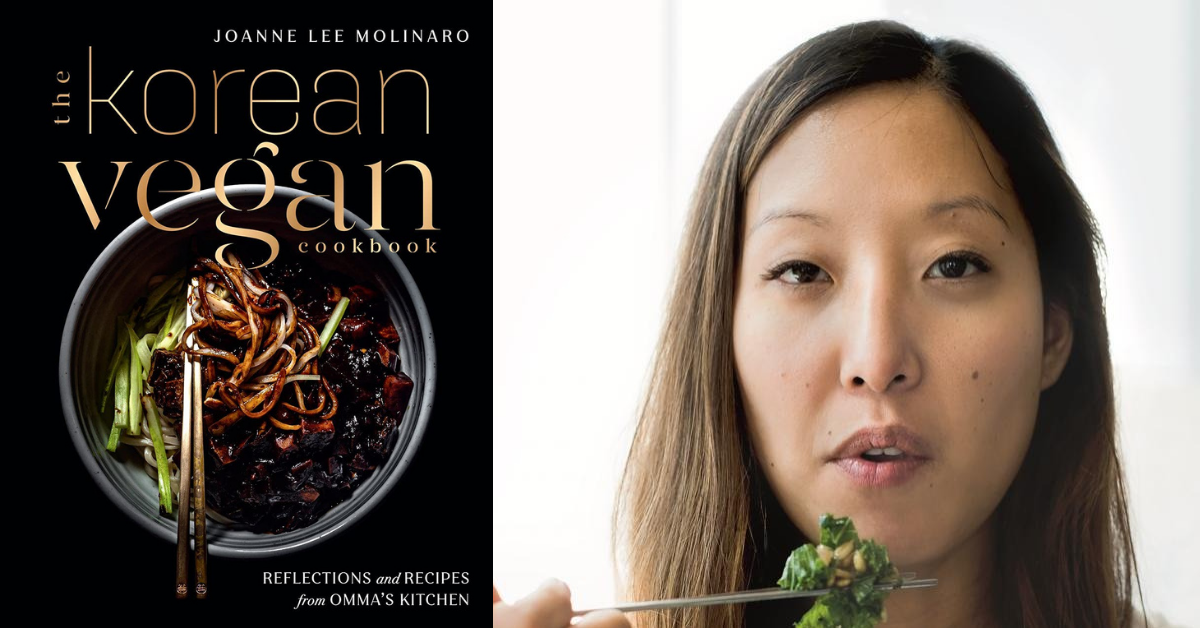 JOANNE LEE MOLINARO
the
korean
vegan
cookbook
REFLECTIONS and RECIPES
from OMMA'S KITCHEN